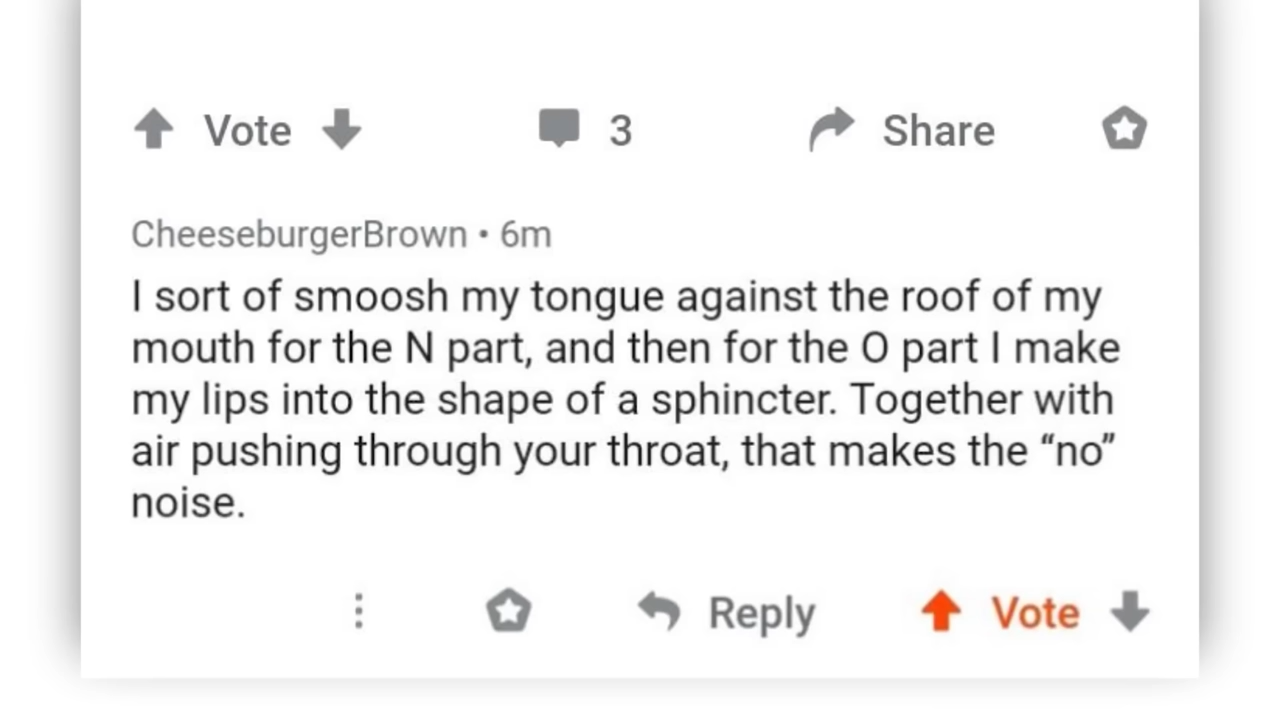 Vote 3 Share
CheeseburgerBrown • 6m
I sort of smoosh my tongue against the roof of my
mouth for the N part, and then for the O part I make
my lips into the shape of a sphincter. Together with
air pushing through your throat, that makes the “no”
noise.
Reply Vote